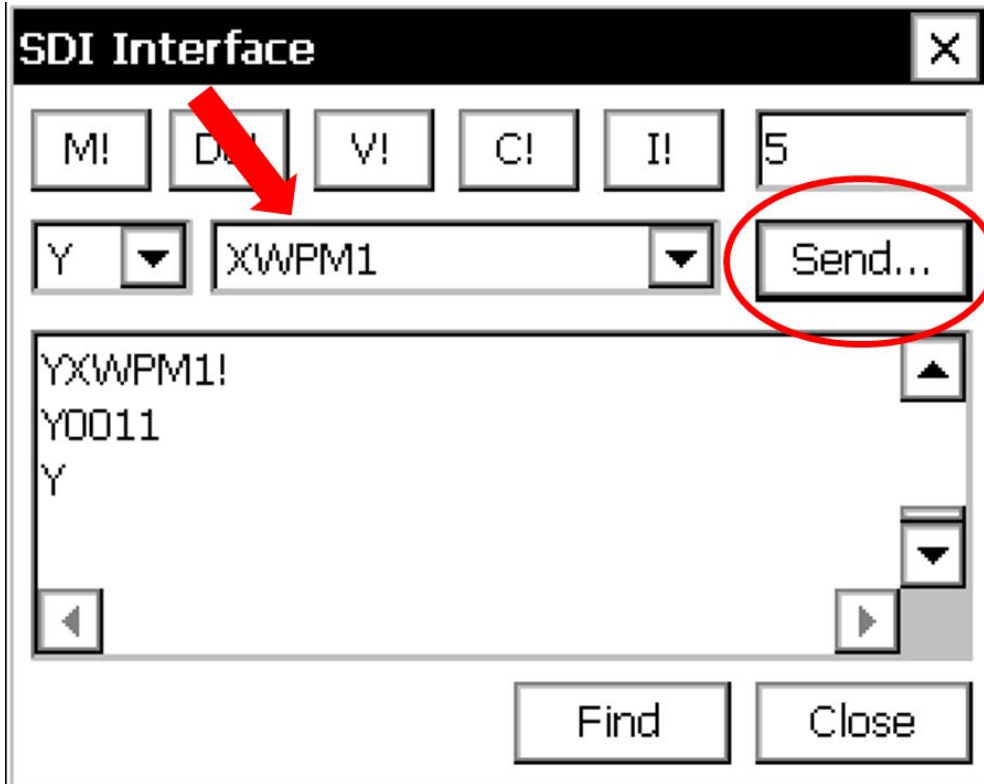 SDI Interface
M! V! C! I! 5
Y XWPM1 Send...
YXWPM1!
Y0011
Y
Find Close